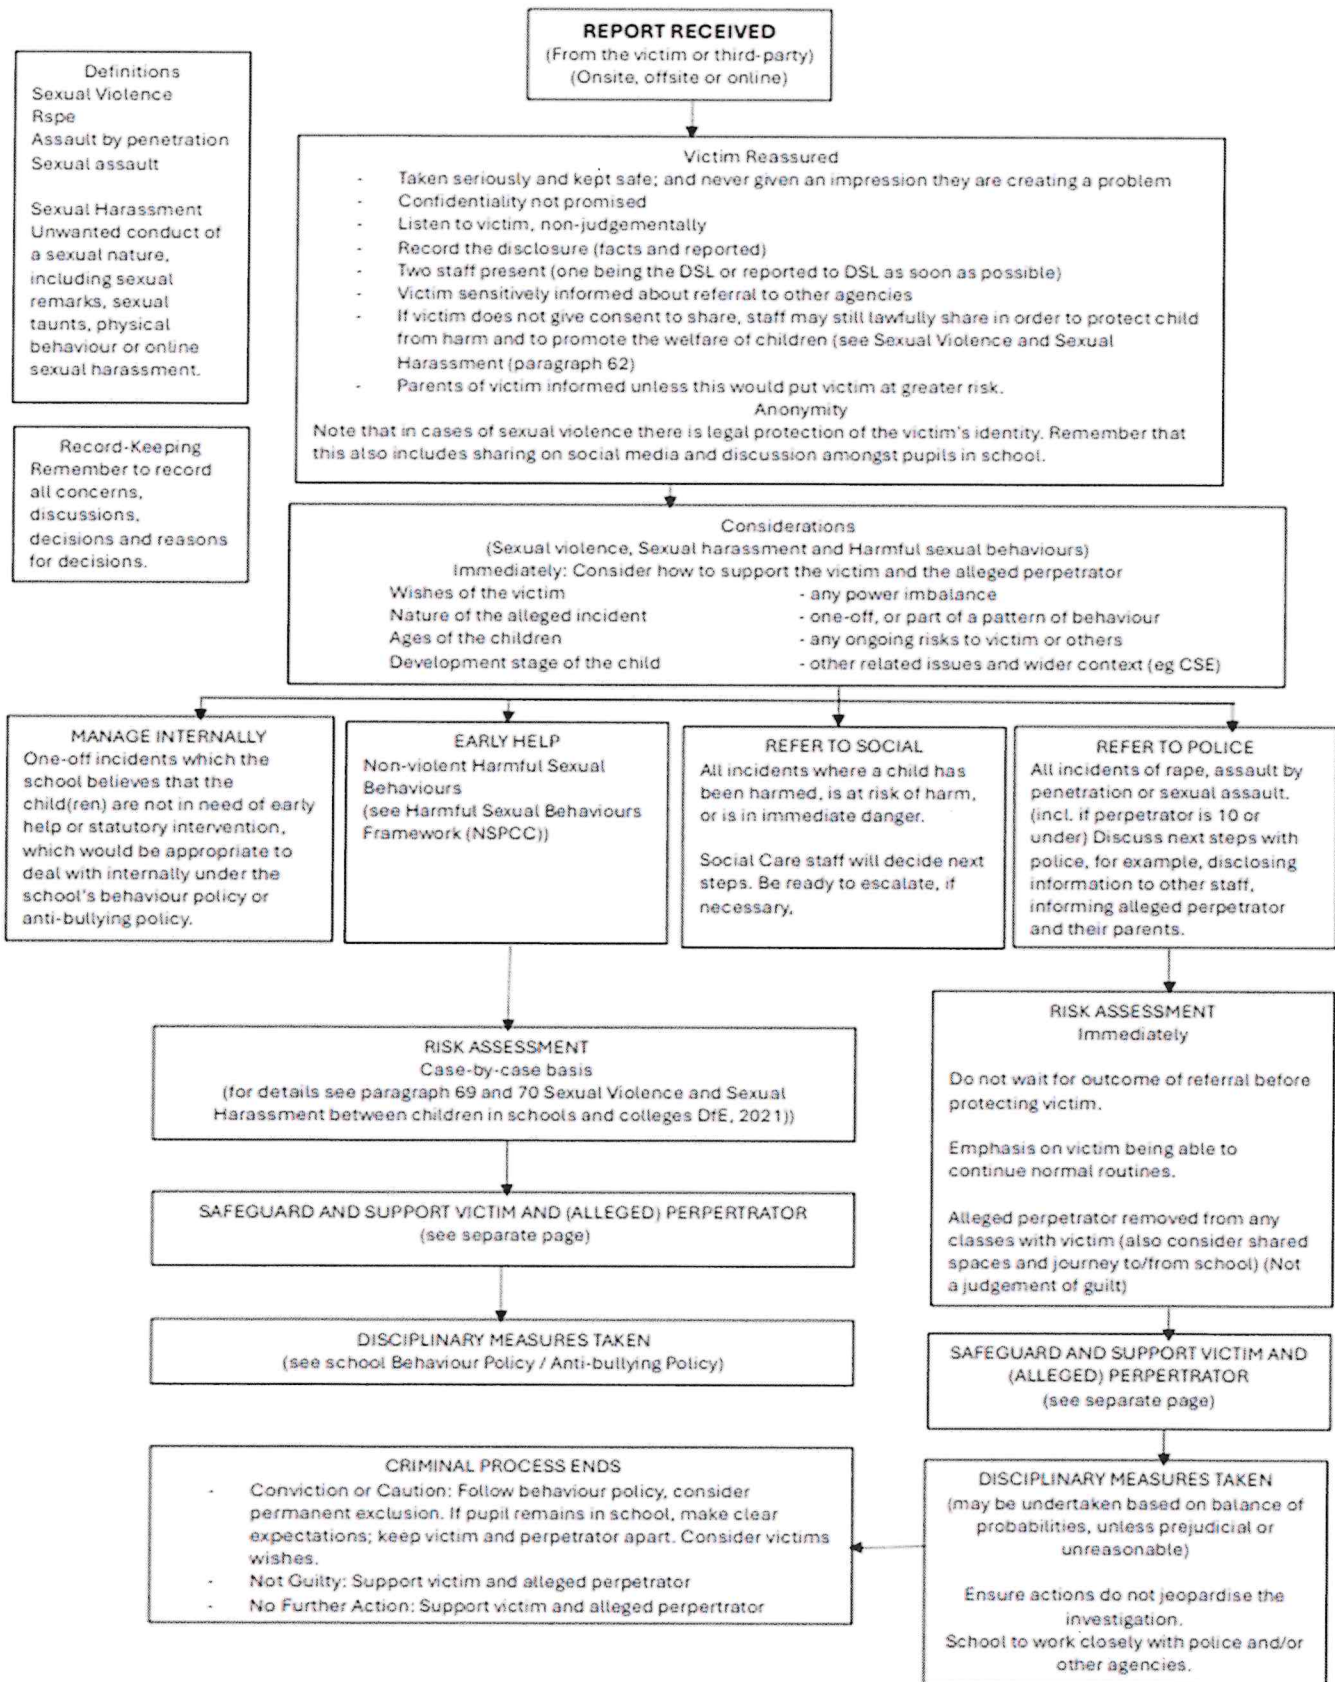 REPORT RECEIVED
(From the victim or third-party)
(Onsite, offsite or online)
Definitions
Sexual Violence
Rspe
Assault by penetration
Sexual assault
Sexual Harassment
Unwanted conduct of
a sexual nature,
including sexual
remarks, sexual
taunts, physical
behaviour or online
sexual harassment.
Record-Keeping
Remember to record
all concerns,
discussions,
decisions and reasons
for decisions.
Victim Reassured
- Taken seriously and kept safe; and never given an impression they are creating a problem
- Confidentiality not promised
- Listen to victim, non-judgementally
- Record the disclosure (facts and reported)
- Two staff present (one being the DSL or reported to DSL as soon as possible)
- Victim sensitively informed about referral to other agencies
- If victim does not give consent to share, staff may still lawfully share in order to protect child
from harm and to promote the welfare of children (see Sexual Violence and Sexual
Harassment (paragraph 62)
- Parents of victim informed unless this would put victim at greater risk.
Anonymity
Note that in cases of sexual violence there is legal protection of the victim's identity. Remember that
this also includes sharing on social media and discussion amongst pupils in school.
Considerations
(Sexual violence, Sexual harassment and Harmful sexual behaviours)
Immediately: Consider how to support the victim and the alleged perpetrator
Wishes of the victim - any power imbalance
Nature of the alleged incident - one-off, or part of a pattern of behaviour
Ages of the children - any ongoing risks to victim or others
Development stage of the child - other related issues and wider context (eg CSE)
MANAGE INTERNALLY
One-off incidents which the
school believes that the
child(ren) are not in need of early
help or statutory intervention,
which would be appropriate to
deal with internally under the
school's behaviour policy or
anti-bullying policy.
EARLY HELP
Non-violent Harmful Sexual
Behaviours
(see Harmful Sexual Behaviours
Framework (NSPCC))
REFER TO SOCIAL
All incidents where a child has
been harmed, is at risk of harm,
or is in immediate danger.
Social Care staff will decide next
steps. Be ready to escalate, if
necessary,
REFER TO POLICE
All incidents of rape, assault by
penetration or sexual assault.
(incl. if perpetrator is 10 or
under) Discuss next steps with
police, for example, disclosing
information to other staff,
informing alleged perpetrator
and their parents.
RISK ASSESSMENT
Case-by-case basis
(for details see paragraph 69 and 70 Sexual Violence and Sexual
Harassment between children in schools and colleges DfE, 2021))
SAFEGUARD AND SUPPORT VICTIM AND (ALLEGED) PERPERTRATOR
(see separate page)
DISCIPLINARY MEASURES TAKEN
(see school Behaviour Policy / Anti-bullying Policy)
RISK ASSESSMENT
Immediately
Do not wait for outcome of referral before
protecting victim.
Emphasis on victim being able to
continue normal routines.
Alleged perpetrator removed from any
classes with victim (also consider shared
spaces and journey to/from school) (Not
a judgement of guilt)
SAFEGUARD AND SUPPORT VICTIM AND
(ALLEGED) PERPERTRATOR
(see separate page)
DISCIPLINARY MEASURES TAKEN
(may be undertaken based on balance of
probabilities, unless prejudicial or
unreasonable)
Ensure actions do not jeopardise the
investigation.
School to work closely with police and/or
other agencies.
CRIMINAL PROCESS ENDS
- Conviction or Caution: Follow behaviour policy, consider
permanent exclusion. If pupil remains in school, make clear
expectations; keep victim and perpetrator apart. Consider victims
wishes.
- Not Guilty: Support victim and alleged perpetrator
- No Further Action: Support victim and alleged perpertrator